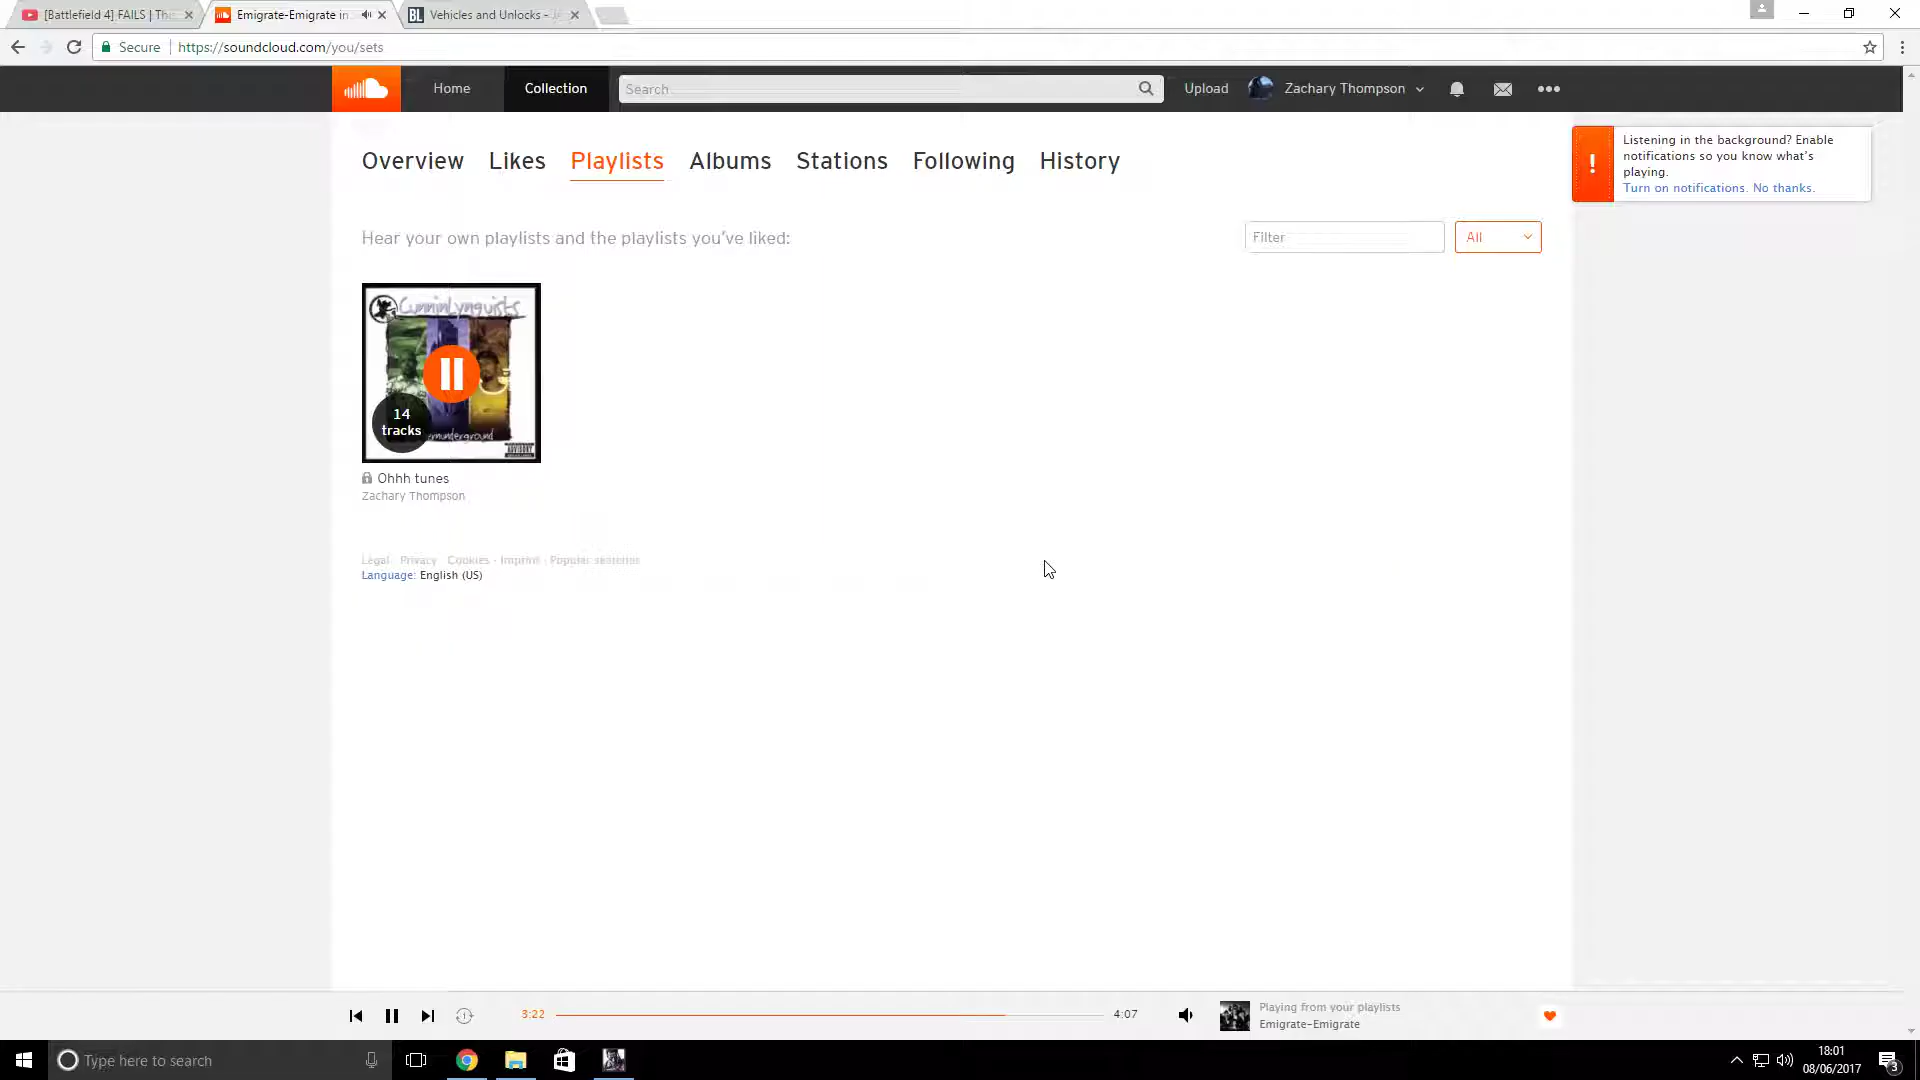 [Battlefield 4] FAILS | The
Emigrate-Emigrate in
BL Vehicles and Unlocks -
Secure https://soundcloud.com/you/sets
Home Collection Search Upload Zachary Thompson
Overview Likes Playlists Albums Stations Following History
Listening in the background? Enable
notifications so you know what's
playing.
Turn on notifications. No thanks.
Hear your own playlists and the playlists you've liked:
Filter All
CunninLynguists
14
tracks
Ohhh tunes
Zachary Thompson
Legal Privacy Cookies - Imprint - Popular searches
Language: English (US)
3:22 4:07
Playing from your playlists
Emigrate-Emigrate
Type here to search
18:01
08/06/2017
3